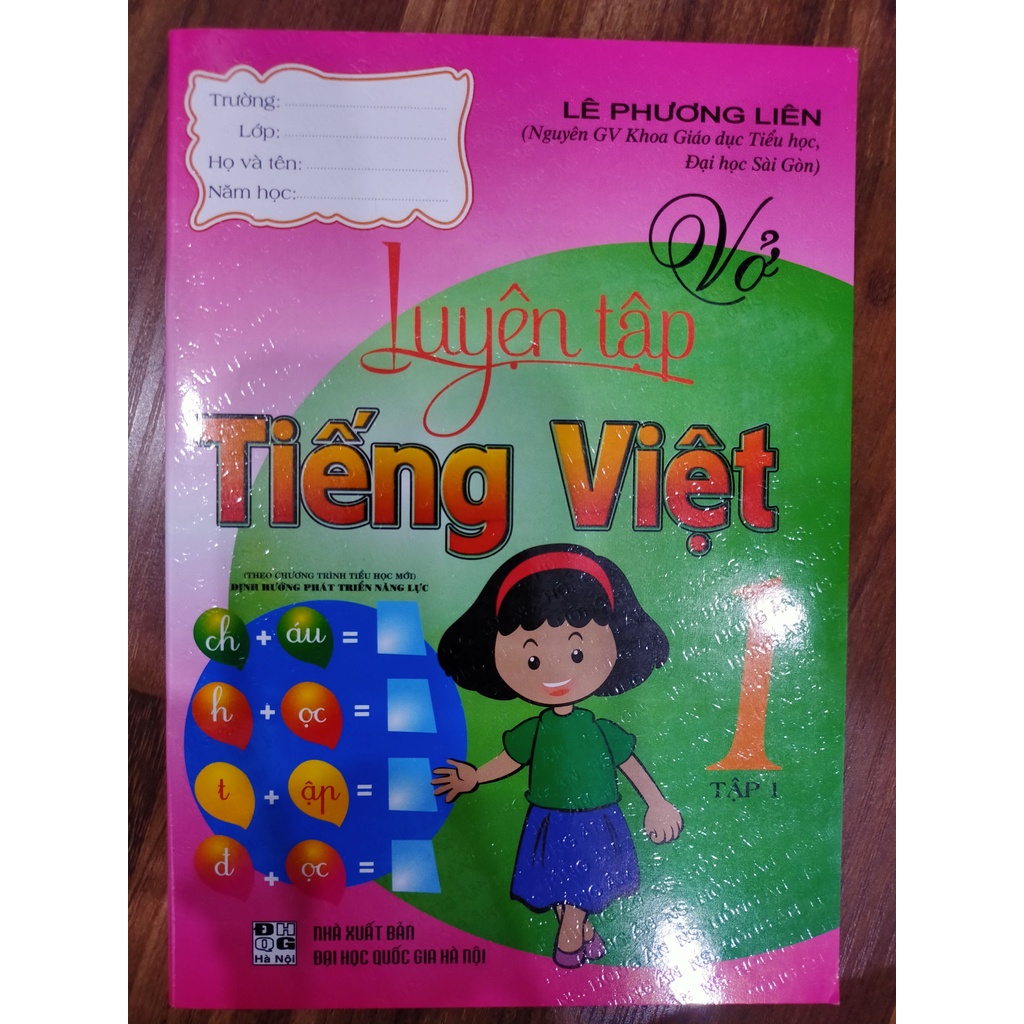 Trường:
Lớp:
Họ và tên:
Năm học:
LÊ PHƯƠNG LIÊN
(Nguyên GV Khoa Giáo dục Tiểu học,
Đại học Sài Gòn)
Vở
Luyện tập
Tiếng Việt
(THEO CHƯƠNG TRÌNH TIỂU HỌC MỚI)
ĐỊNH HƯỚNG PHÁT TRIỂN NĂNG LỰC
1
TẬP 1
ch + áu =
h + ọc =
t + ập =
đ + ọc =
ĐH
QG
Hà Nội
NHÀ XUẤT BẢN
ĐẠI HỌC QUỐC GIA HÀ NỘI